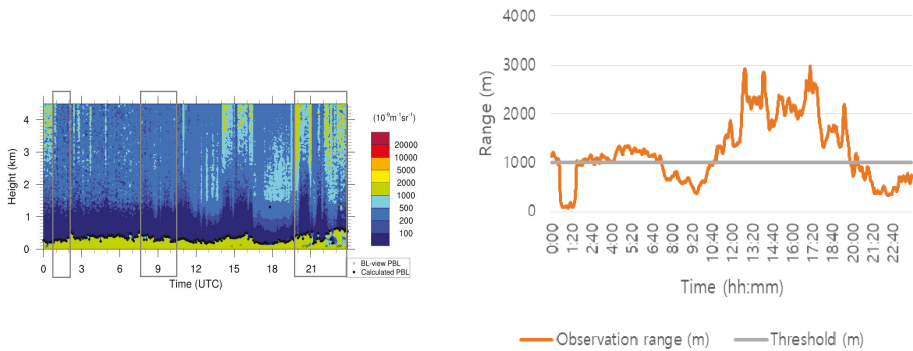 (10⁻⁹m⁻¹sr⁻¹)
20000
10000
5000
2000
1000
500
200
100
Height (km)
4
3
2
1
0
0 3 6 9 12 15 18 21
Time (UTC)
BL-view PBL
Calculated PBL
Range (m)
4000
3000
2000
1000
0
0:00 1:20 2:40 4:00 5:20 6:40 8:00 9:20 10:40 12:00 13:20 14:40 16:00 17:20 18:40 20:00 21:20 22:40
Time (hh:mm)
Observation range (m) Threshold (m)